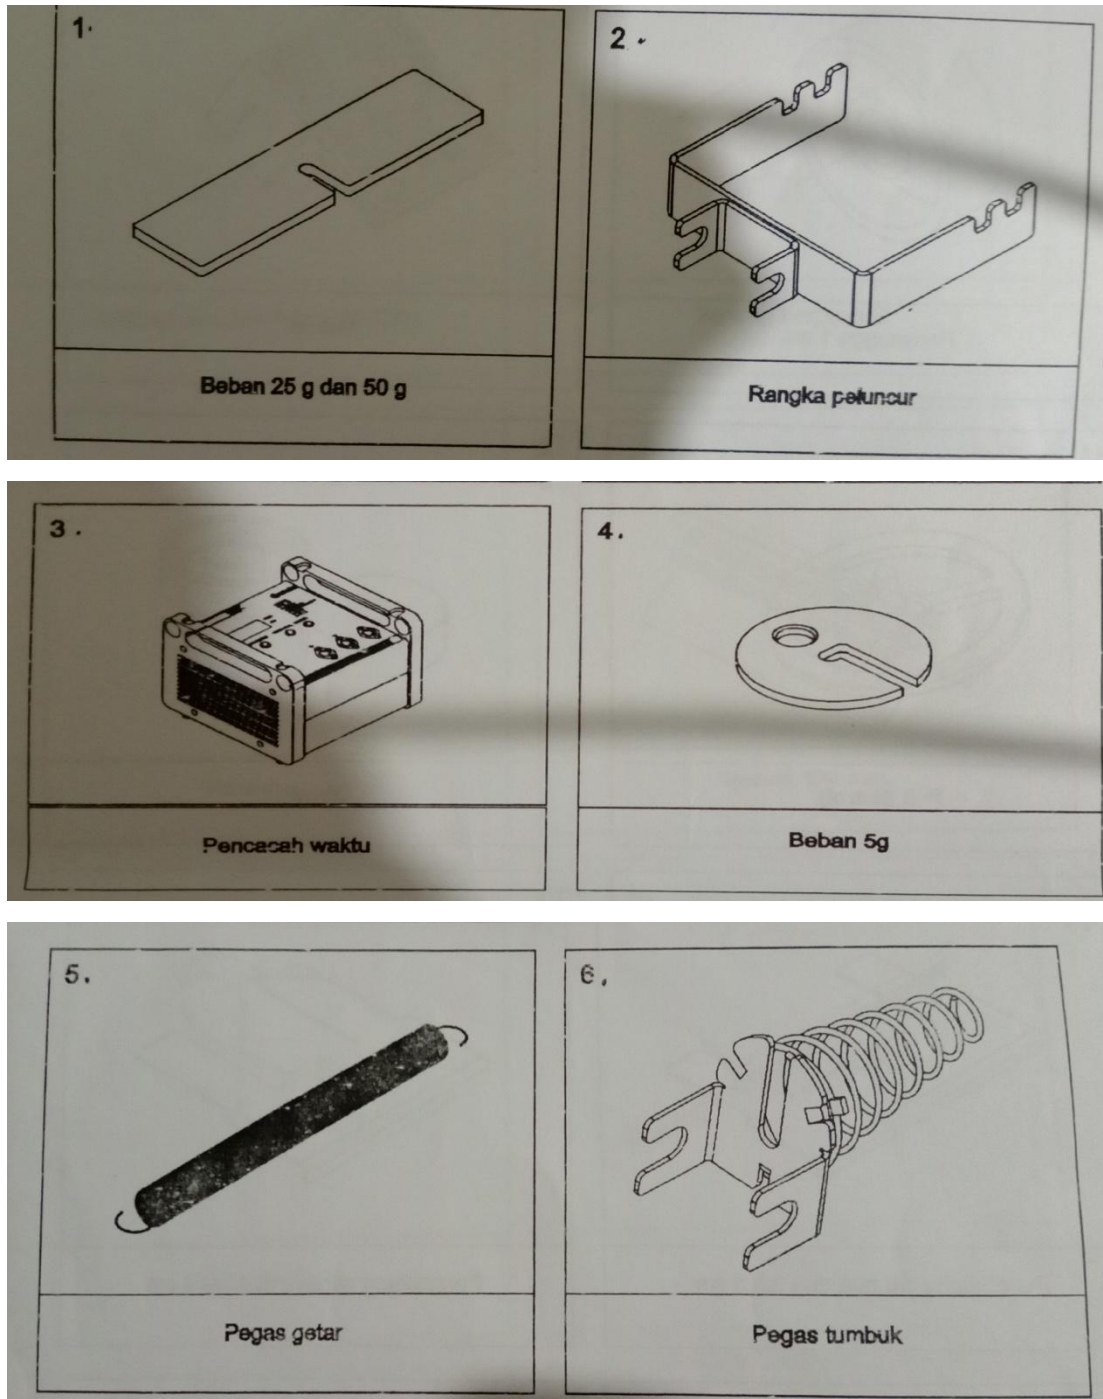 1.
2.
Beban 25 g dan 50 g
Rangka peluncur
3.
4.
Pencacah waktu
Beban 5g
5.
6.
Pegas getar
Pegas tumbuk